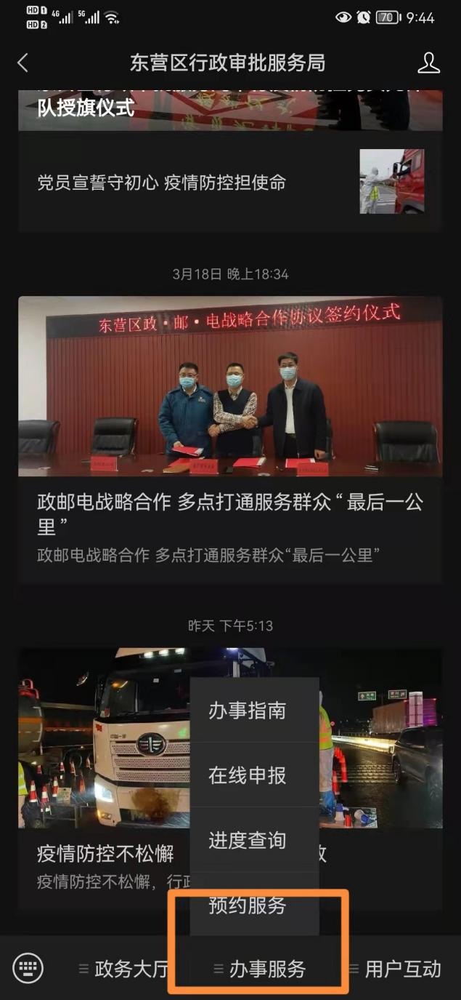 HD 1 4G 5G
HD 2
70 9:44
东营区行政审批服务局
队授旗仪式
党员宣誓守初心 疫情防控担使命
3月18日 晚上18:34
东营区政·邮·电战略合作协议签约仪式
政邮电战略合作 多点打通服务群众“最后一公
里”
政邮电战略合作 多点打通服务群众“最后一公里”
昨天 下午5:13
办事指南
在线申报
进度查询
疫情防控不松懈
疫情防控不松懈，行政
预约服务
政务大厅
办事服务
用户互动